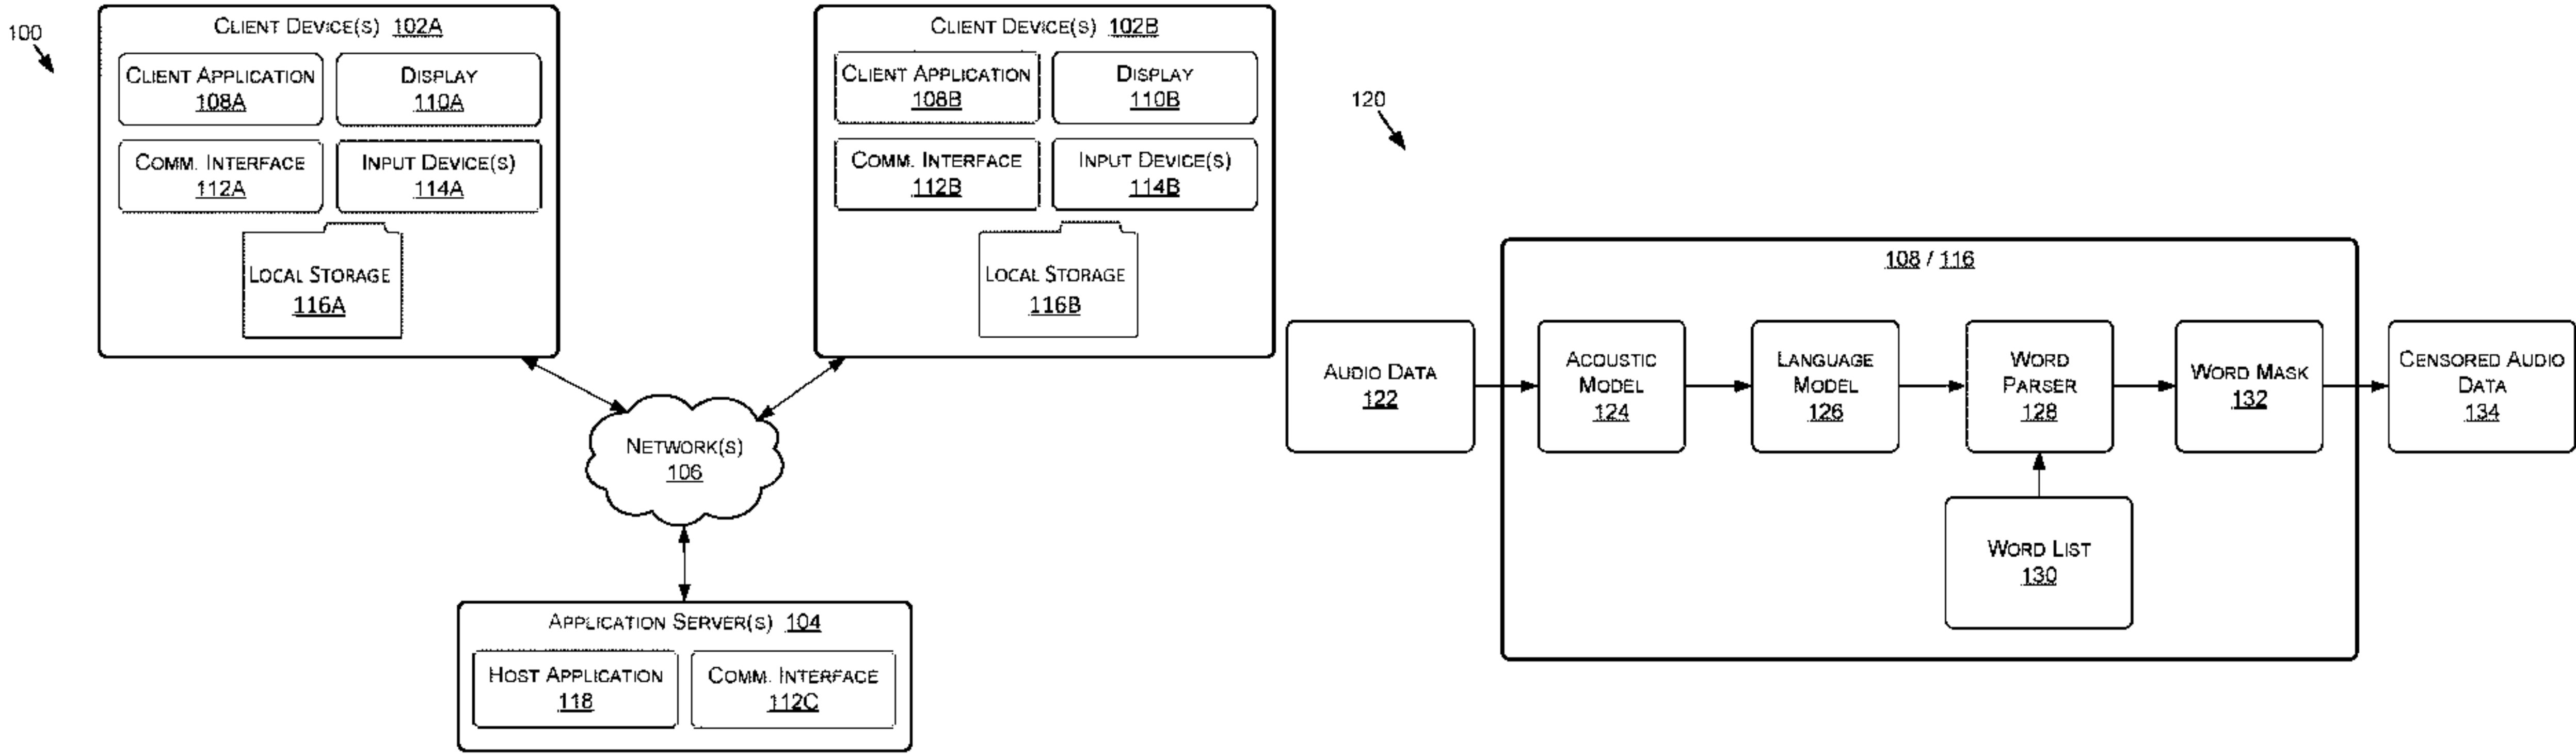 100
CLIENT DEVICE(S) 102A
CLIENT APPLICATION
108A
DISPLAY
110A
COMM. INTERFACE
112A
INPUT DEVICE(S)
114A
LOCAL STORAGE
116A
CLIENT DEVICE(S) 102B
CLIENT APPLICATION
108B
DISPLAY
110B
COMM. INTERFACE
112B
INPUT DEVICE(S)
114B
LOCAL STORAGE
116B
NETWORK(S)
106
APPLICATION SERVER(S) 104
HOST APPLICATION
118
COMM. INTERFACE
112C
120
108 / 116
AUDIO DATA
122
ACOUSTIC
MODEL
124
LANGUAGE
MODEL
126
WORD
PARSER
128
WORD MASK
132
CENSORED AUDIO
DATA
134
WORD LIST
130